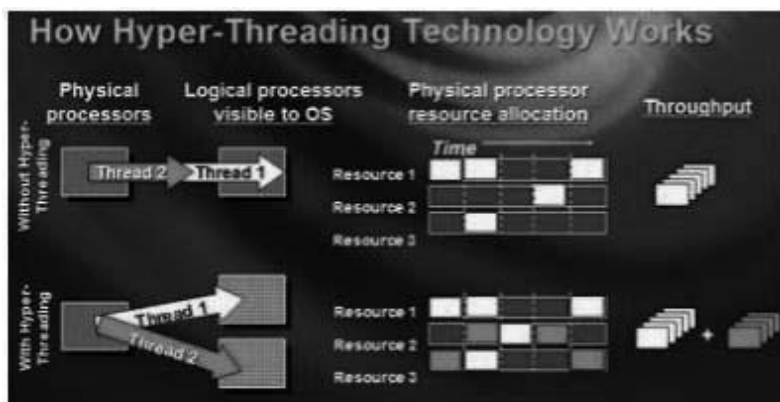 How Hyper-Threading Technology Works
Physical processors
Logical processors visible to OS
Physical processor resource allocation
Throughput
Time
Without Hyper-Threading
Thread 2
Thread 1
Resource 1
Resource 2
Resource 3
With Hyper-Threading
Thread 1
Thread 2
Resource 1
Resource 2
Resource 3
+